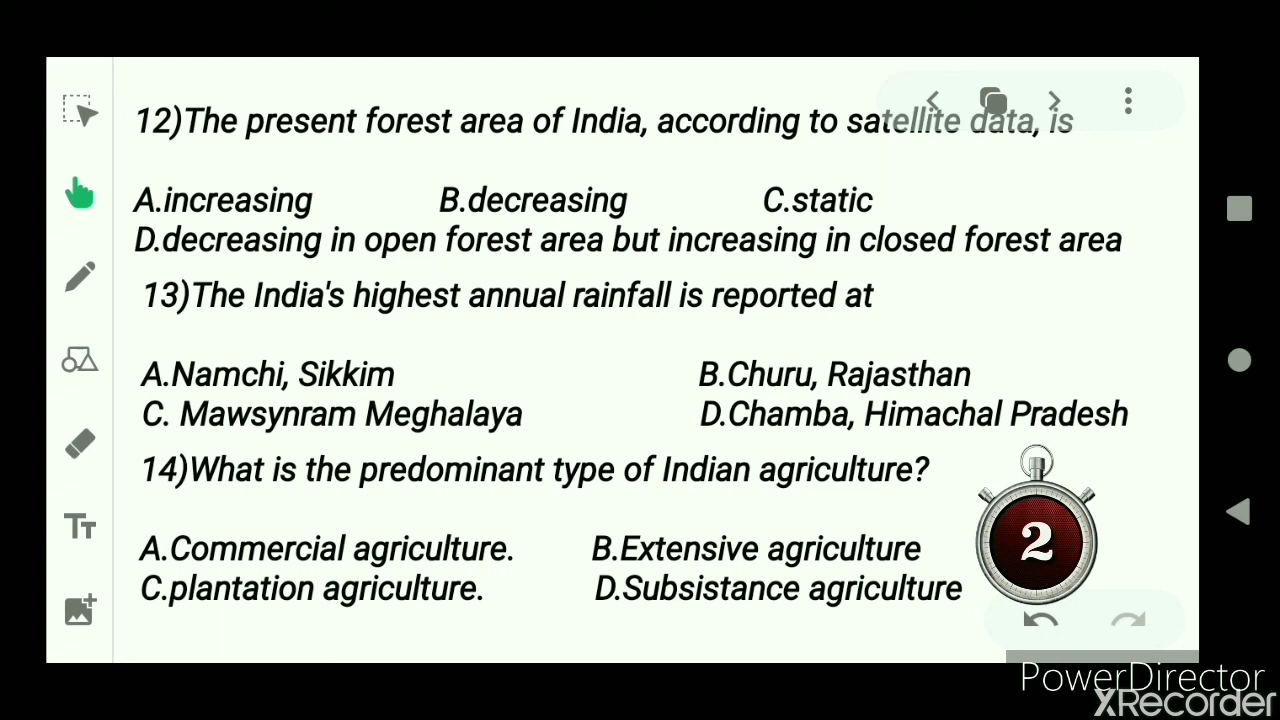 12)The present forest area of India, according to satellite data, is
A.increasing B.decreasing C.static
D.decreasing in open forest area but increasing in closed forest area
13)The India's highest annual rainfall is reported at
A.Namchi, Sikkim B.Churu, Rajasthan
C. Mawsynram Meghalaya D.Chamba, Himachal Pradesh
14)What is the predominant type of Indian agriculture?
A.Commercial agriculture. B.Extensive agriculture
C.plantation agriculture. D.Subsistance agriculture
2
TT
PowerDirector
XRecorder